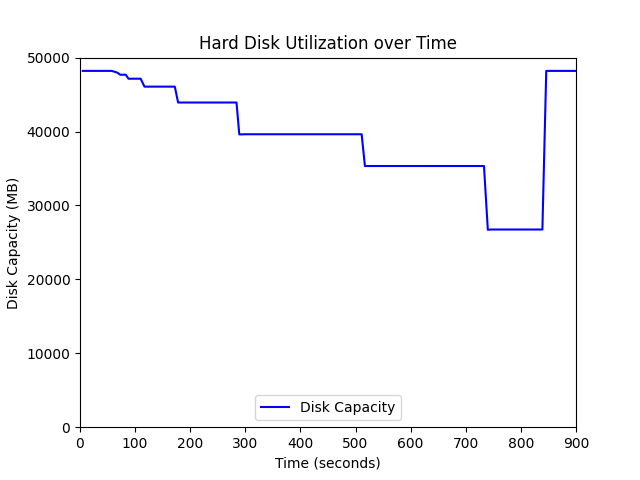 Hard Disk Utilization over Time
Disk Capacity (MB)
50000
40000
30000
20000
10000
0
Disk Capacity
0 100 200 300 400 500 600 700 800 900
Time (seconds)